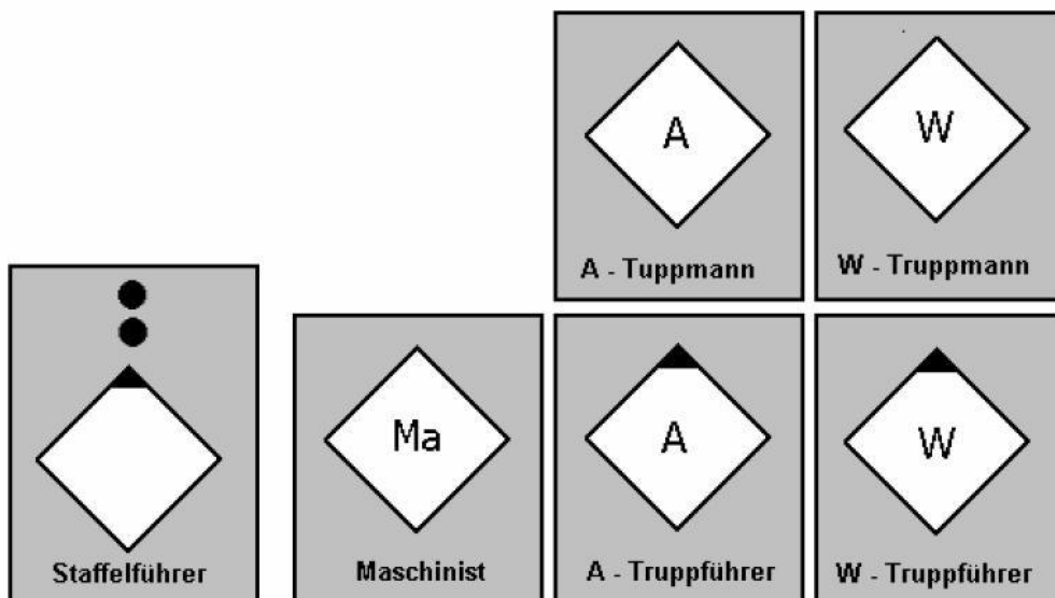 A
W
A - Tuppmann
W - Truppmann
Ma
A
W
Staffelführer
Maschinist
A - Truppführer
W - Truppführer